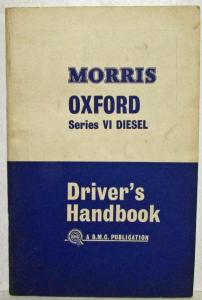 MORRIS
OXFORD
Series VI DIESEL
Driver's
Handbook
A B.M.C. PUBLICATION